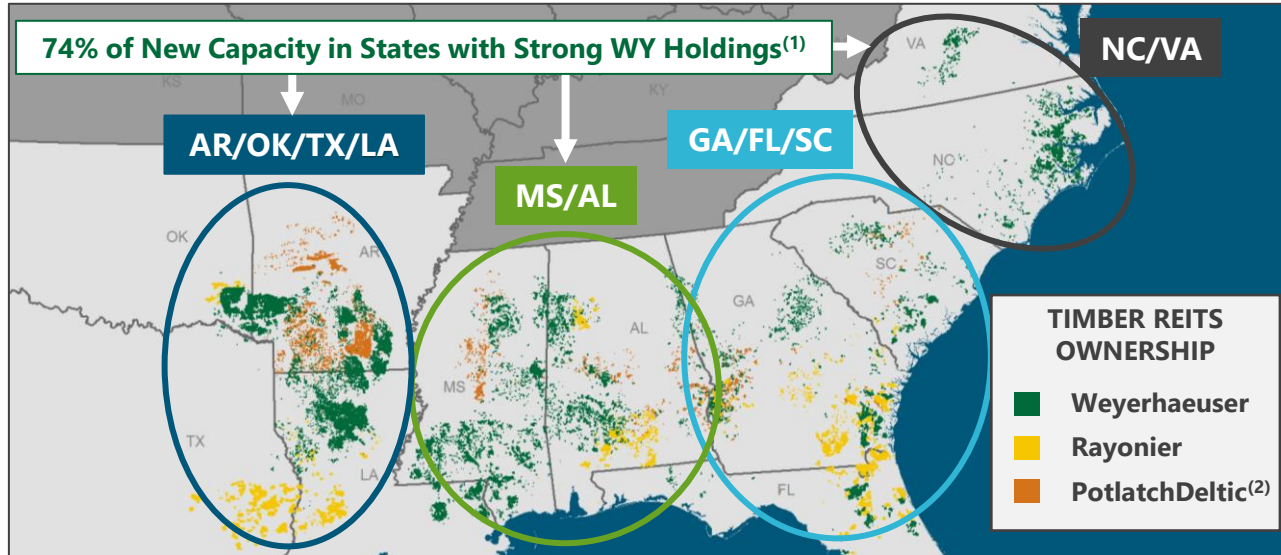 74% of New Capacity in States with Strong WY Holdings(1)
VA
NC/VA
KS
MO
KY
AR/OK/TX/LA
GA/FL/SC
NC
MS/AL
OK
AR
SC
GA
AL
MS
TX
LA
FL
TIMBER REITS
OWNERSHIP
Weyerhaeuser
Rayonier
PotlatchDeltic(2)